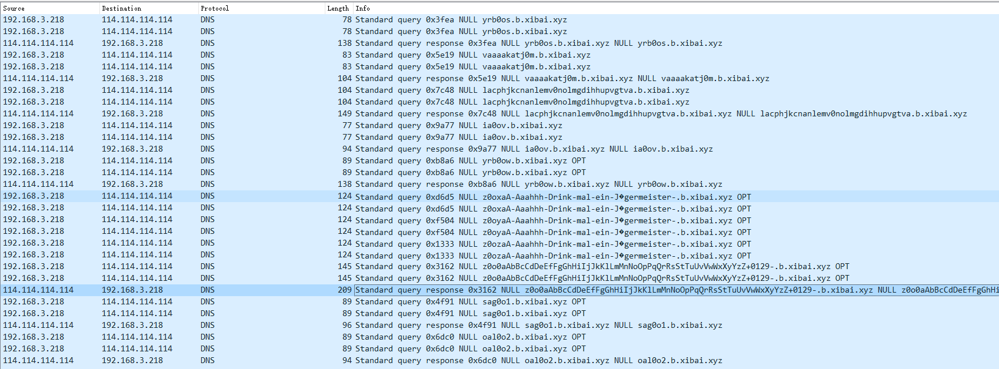 Source Destination Protocol Length Info
192.168.3.218 114.114.114.114 DNS 78 Standard query 0x3fea NULL yrb0os.b.xibai.xyz
192.168.3.218 114.114.114.114 DNS 78 Standard query 0x3fea NULL yrb0os.b.xibai.xyz
114.114.114.114 192.168.3.218 DNS 138 Standard query response 0x3fea NULL yrb0os.b.xibai.xyz NULL yrb0os.b.xibai.xyz
192.168.3.218 114.114.114.114 DNS 83 Standard query 0x5e19 NULL vaaaakatj0m.b.xibai.xyz
192.168.3.218 114.114.114.114 DNS 83 Standard query 0x5e19 NULL vaaaakatj0m.b.xibai.xyz
114.114.114.114 192.168.3.218 DNS 104 Standard query response 0x5e19 NULL vaaaakatj0m.b.xibai.xyz NULL vaaaakatj0m.b.xibai.xyz
192.168.3.218 114.114.114.114 DNS 104 Standard query 0x7c48 NULL lacphjkcnanlemv0nolmgdihhupvgtva.b.xibai.xyz
192.168.3.218 114.114.114.114 DNS 104 Standard query 0x7c48 NULL lacphjkcnanlemv0nolmgdihhupvgtva.b.xibai.xyz
114.114.114.114 192.168.3.218 DNS 149 Standard query response 0x7c48 NULL lacphjkcnanlemv0nolmgdihhupvgtva.b.xibai.xyz NULL lacphjkcnanlemv0nolmgdihhupvgtva.b.xibai.xyz
192.168.3.218 114.114.114.114 DNS 77 Standard query 0x9a77 NULL ia0ov.b.xibai.xyz
192.168.3.218 114.114.114.114 DNS 77 Standard query 0x9a77 NULL ia0ov.b.xibai.xyz
114.114.114.114 192.168.3.218 DNS 94 Standard query response 0x9a77 NULL ia0ov.b.xibai.xyz NULL ia0ov.b.xibai.xyz
192.168.3.218 114.114.114.114 DNS 89 Standard query 0xb8a6 NULL yrb0ow.b.xibai.xyz OPT
192.168.3.218 114.114.114.114 DNS 89 Standard query 0xb8a6 NULL yrb0ow.b.xibai.xyz OPT
114.114.114.114 192.168.3.218 DNS 138 Standard query response 0xb8a6 NULL yrb0ow.b.xibai.xyz NULL yrb0ow.b.xibai.xyz
192.168.3.218 114.114.114.114 DNS 124 Standard query 0xd6d5 NULL z0oxaA-Aaahhh-Drink-mal-ein-J�germeister-.b.xibai.xyz OPT
192.168.3.218 114.114.114.114 DNS 124 Standard query 0xd6d5 NULL z0oxaA-Aaahhh-Drink-mal-ein-J�germeister-.b.xibai.xyz OPT
192.168.3.218 114.114.114.114 DNS 124 Standard query 0xf504 NULL z0oyaA-Aaahhh-Drink-mal-ein-J�germeister-.b.xibai.xyz OPT
192.168.3.218 114.114.114.114 DNS 124 Standard query 0xf504 NULL z0oyaA-Aaahhh-Drink-mal-ein-J�germeister-.b.xibai.xyz OPT
192.168.3.218 114.114.114.114 DNS 124 Standard query 0x1333 NULL z0ozaA-Aaahhh-Drink-mal-ein-J�germeister-.b.xibai.xyz OPT
192.168.3.218 114.114.114.114 DNS 124 Standard query 0x1333 NULL z0ozaA-Aaahhh-Drink-mal-ein-J�germeister-.b.xibai.xyz OPT
192.168.3.218 114.114.114.114 DNS 145 Standard query 0x3162 NULL z0o0aAbBcCdDeEfFgGhHiIjJkKlLmMnNoOpPqQrRsStTuUvVwWxXyYzZ+0129-.b.xibai.xyz OPT
192.168.3.218 114.114.114.114 DNS 145 Standard query 0x3162 NULL z0o0aAbBcCdDeEfFgGhHiIjJkKlLmMnNoOpPqQrRsStTuUvVwWxXyYzZ+0129-.b.xibai.xyz OPT
114.114.114.114 192.168.3.218 DNS 209 Standard query response 0x3162 NULL z0o0aAbBcCdDeEfFgGhHiIjJkKlLmMnNoOpPqQrRsStTuUvVwWxXyYzZ+0129-.b.xibai.xyz NULL z0o0aAbBcCdDeEfFgGhHi
192.168.3.218 114.114.114.114 DNS 89 Standard query 0x4f91 NULL sag0o1.b.xibai.xyz OPT
192.168.3.218 114.114.114.114 DNS 89 Standard query 0x4f91 NULL sag0o1.b.xibai.xyz OPT
114.114.114.114 192.168.3.218 DNS 96 Standard query response 0x4f91 NULL sag0o1.b.xibai.xyz NULL sag0o1.b.xibai.xyz
192.168.3.218 114.114.114.114 DNS 89 Standard query 0x6dc0 NULL oal0o2.b.xibai.xyz OPT
192.168.3.218 114.114.114.114 DNS 89 Standard query 0x6dc0 NULL oal0o2.b.xibai.xyz OPT
114.114.114.114 192.168.3.218 DNS 94 Standard query response 0x6dc0 NULL oal0o2.b.xibai.xyz NULL oal0o2.b.xibai.xyz